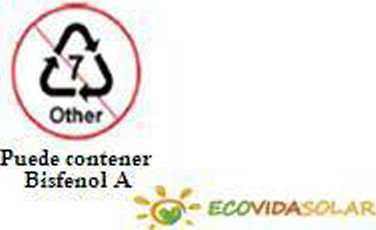 7
Other
Puede contener
Bisfenol A
ECOVIDASOLAR